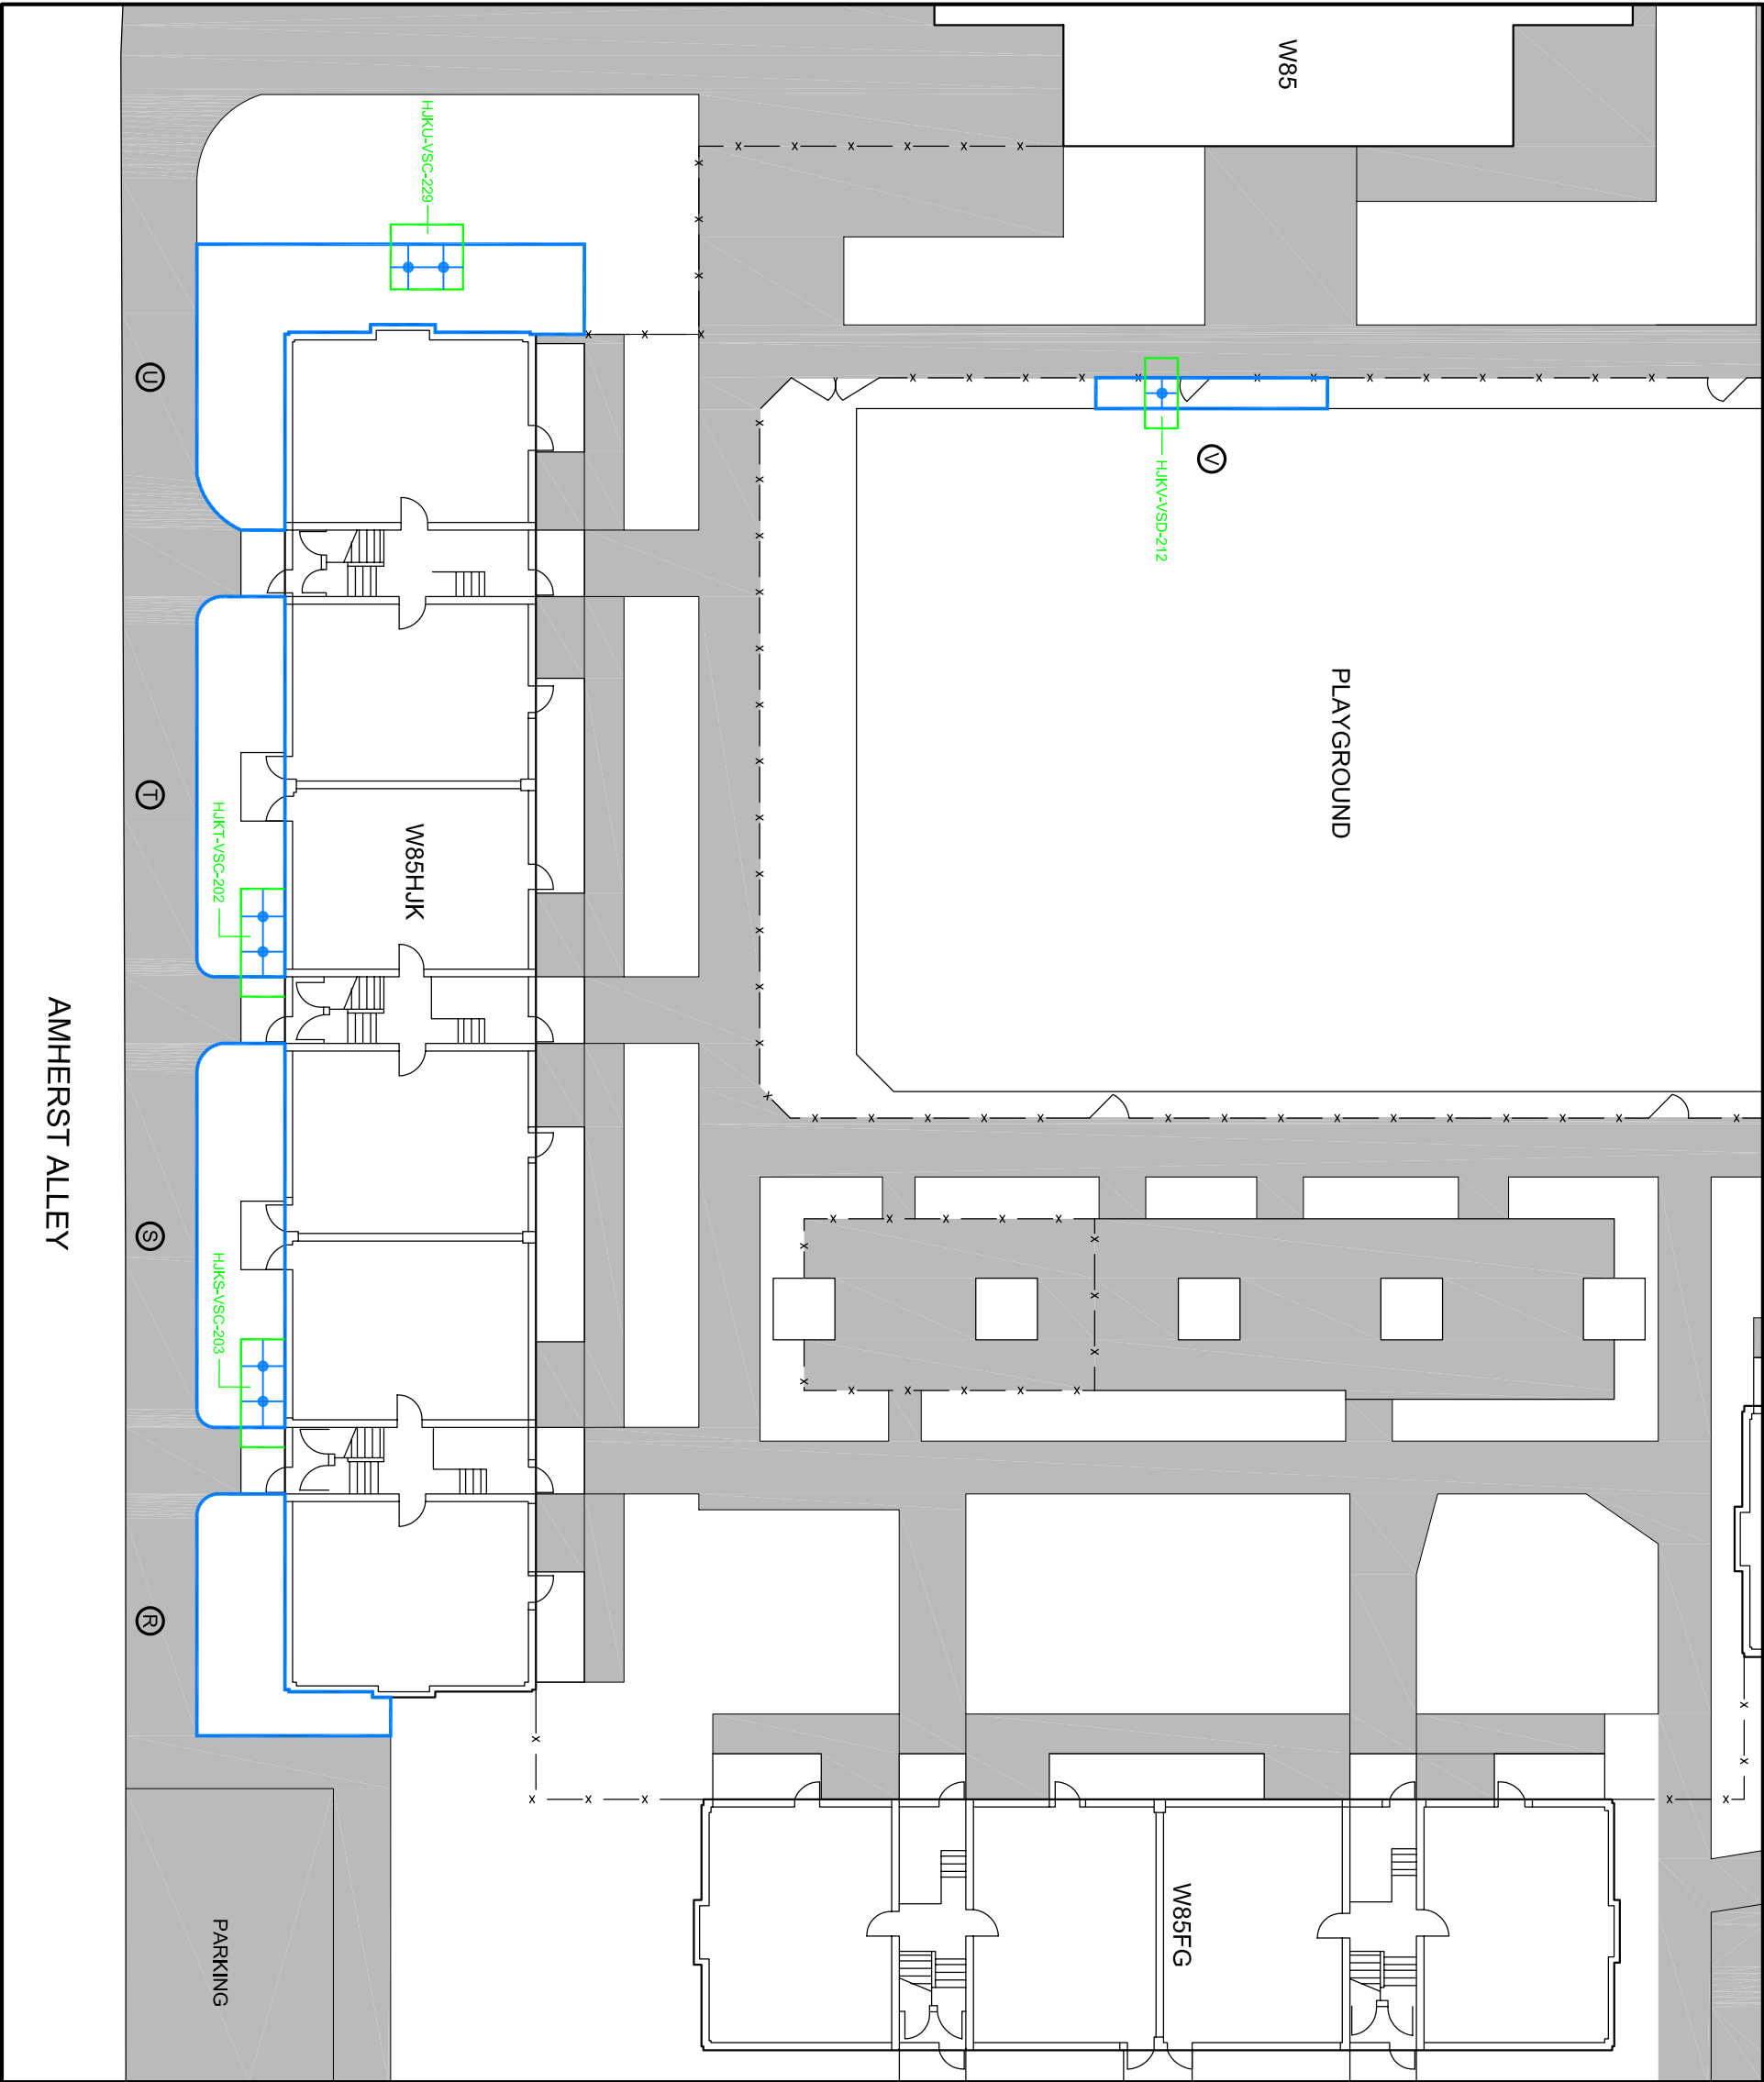 W85
HJKU-VSC-229
U
V
HJKV-VSD-212
PLAYGROUND
T
HJKT-VSC-202
W85HJK
AMHERST ALLEY
S
HJKS-VSC-203
R
W85FG
PARKING